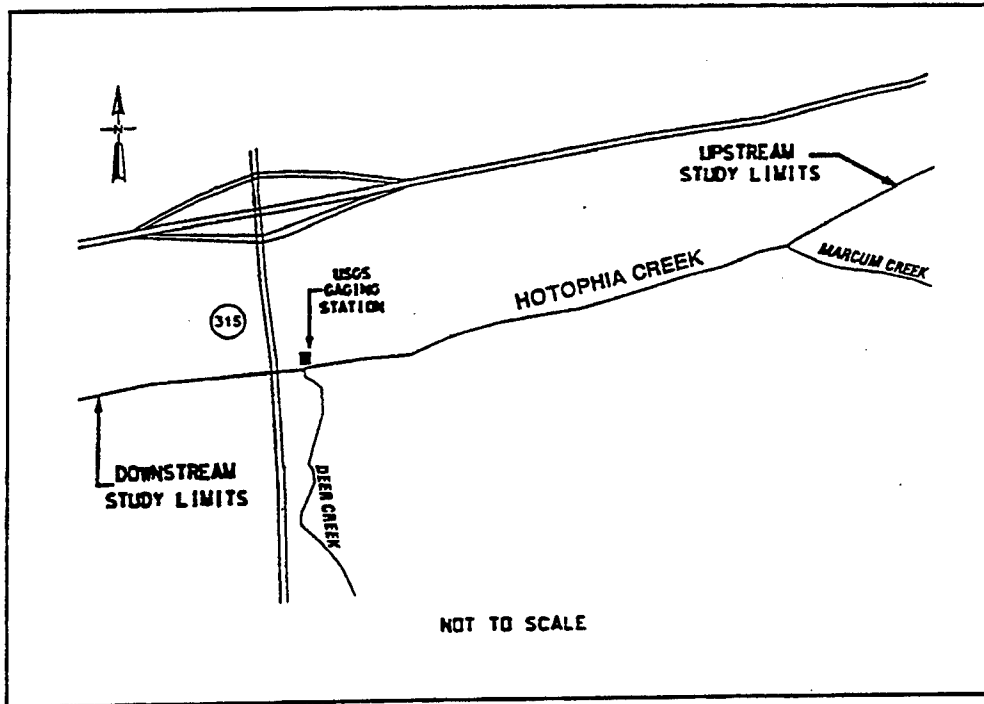 N
UPSTREAM
STUDY LIMITS
MARCUM CREEK
HOTOPHIA CREEK
USGS
GAGING
STATION
315
DOWNSTREAM
STUDY LIMITS
DEER CREEK
NOT TO SCALE